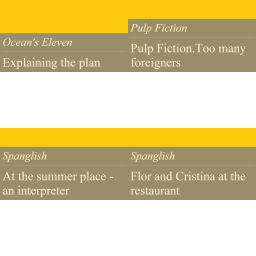 Ocean's Eleven
Explaining the plan
Pulp Fiction
Pulp Fiction.Too many
foreigners
Spanglish
At the summer place -
an interpreter
Spanglish
Flor and Cristina at the
restaurant